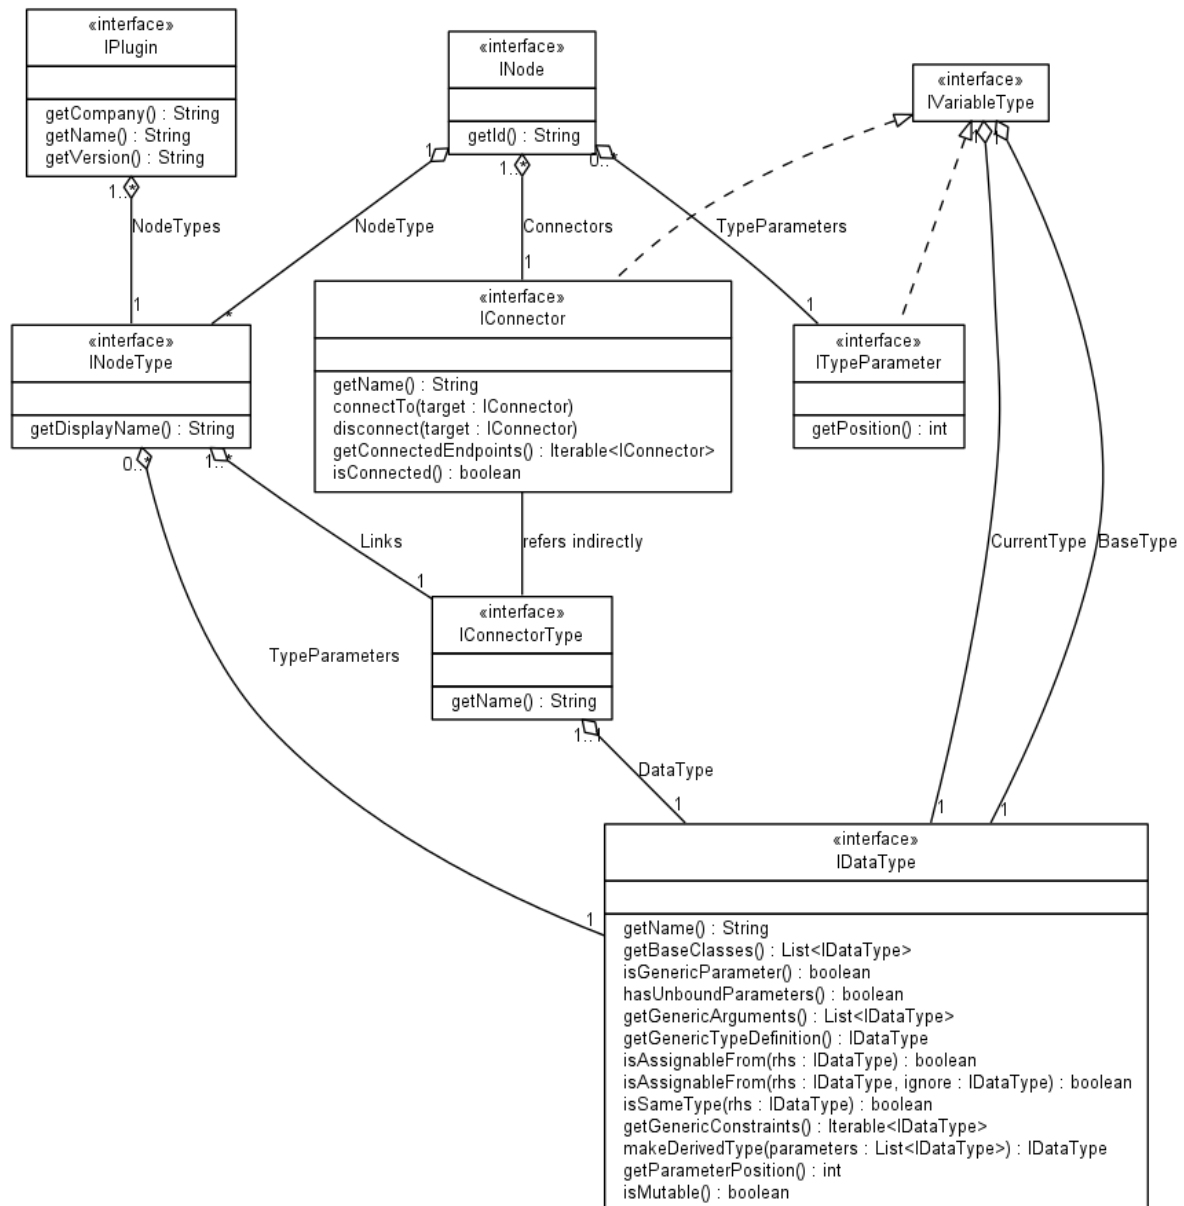 «interface»
IPlugin
getCompany() : String
getName() : String
getVersion() : String
«interface»
INode
getId() : String
«interface»
IVariableType
1..*
1
1..*
0..*
1
1
NodeTypes
NodeType
Connectors
TypeParameters
1
*
1
1
«interface»
INodeType
getDisplayName() : String
«interface»
IConnector
getName() : String
connectTo(target : IConnector)
disconnect(target : IConnector)
getConnectedEndpoints() : Iterable<IConnector>
isConnected() : boolean
«interface»
ITypeParameter
getPosition() : int
0..*
1..*
Links
refers indirectly
CurrentType
BaseType
1
«interface»
IConnectorType
getName() : String
TypeParameters
1..1
DataType
1
1
1
1
«interface»
IDataType
getName() : String
getBaseClasses() : List<IDataType>
isGenericParameter() : boolean
hasUnboundParameters() : boolean
getGenericArguments() : List<IDataType>
getGenericTypeDefinition() : IDataType
isAssignableFrom(rhs : IDataType) : boolean
isAssignableFrom(rhs : IDataType, ignore : IDataType) : boolean
isSameType(rhs : IDataType) : boolean
getGenericConstraints() : Iterable<IDataType>
makeDerivedType(parameters : List<IDataType>) : IDataType
getParameterPosition() : int
isMutable() : boolean